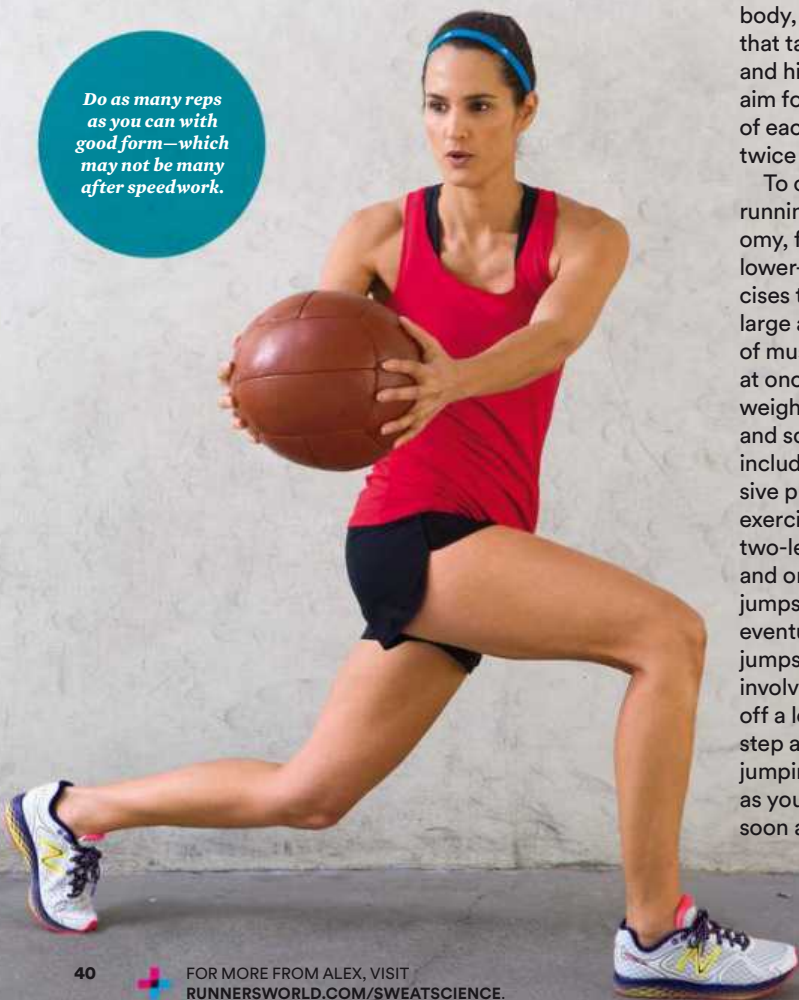 Do as many reps
as you can with
good form—which
may not be many
after speedwork.
body,
that ta
and hi
aim fo
of eac
twice
To
runnin
omy, f
lower-
cises t
large a
of mu
at onc
weigh
and so
includ
sive p
exerci
two-le
and on
jumps
eventu
jumps
involv
off a l
step a
jumpin
as you
soon a
40
FOR MORE FROM ALEX, VISIT
RUNNERSWORLD.COM/SWEATSCIENCE.